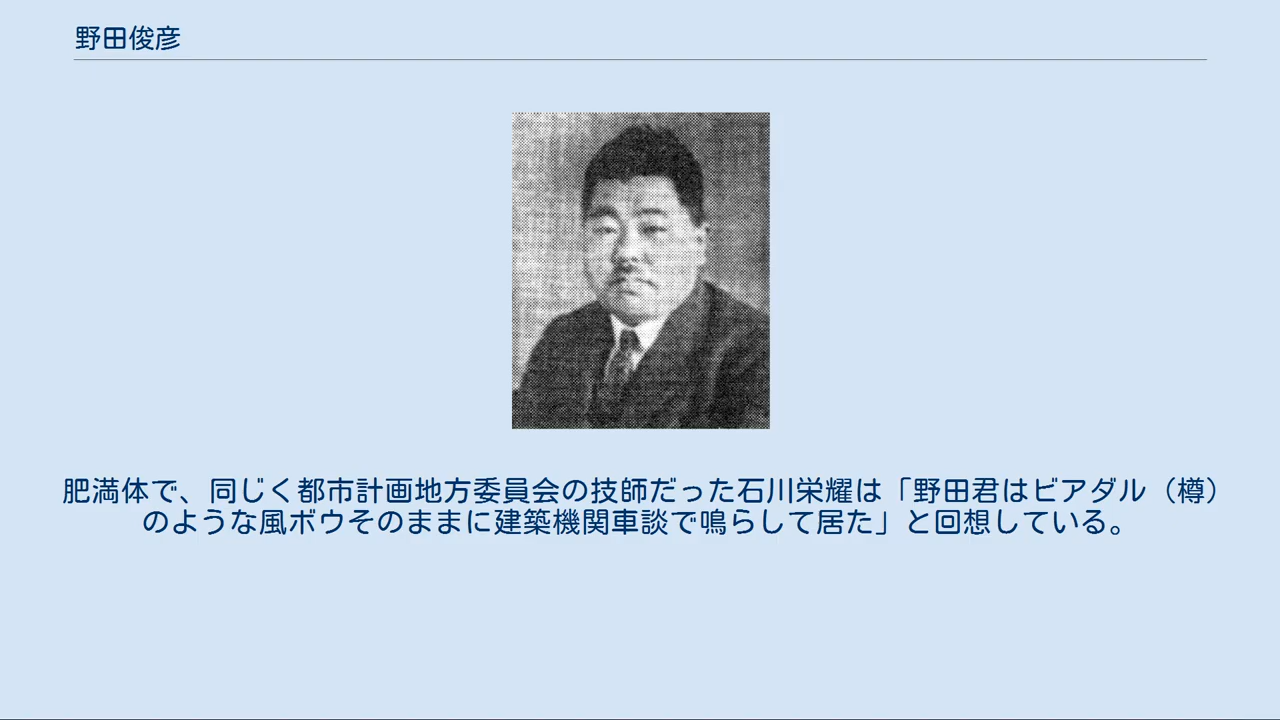 野田俊彦
肥満体で、同じく都市計画地方委員会の技師だった石川栄耀は「野田君はビアダル（樽）
のような風ボウそのままに建築機関車談で鳴らして居た」と回想している。